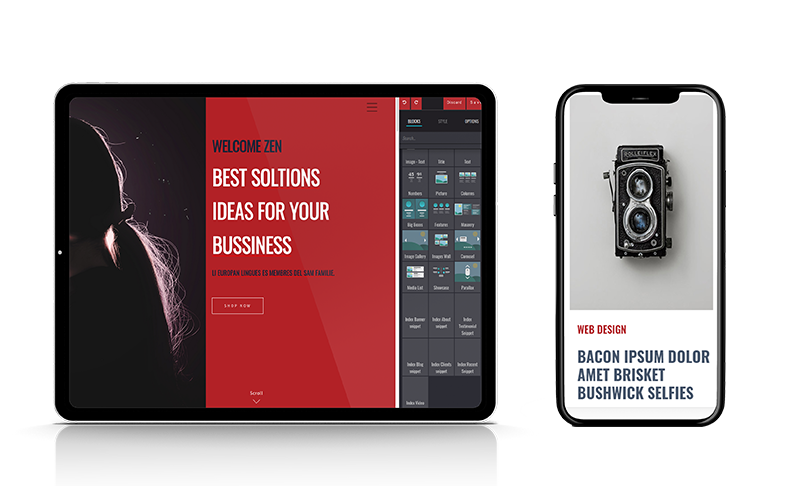 WELCOME ZEN
BEST SOLTIONS
IDEAS FOR YOUR
BUSSINESS
LI EUROPAN LINGUES ES MEMBRES DEL SAM FAMILIE.
SHOP NOW
Scroll
Discard
Sav
BLOCKS STYLE OPTIONS
Search...
Image - Text Title Text
Numbers Picture Columns
Big Boxes Features Masonry
Image Gallery Images Wall Carousel
Media List Showcase Parallax
Index Banner snippet
Index About snippet
Index Testimonial Snippet
Index Blog snippet
Index Clients snippet
Index Recent Snippet
Index Video
ROLLEIFLEX
WEB DESIGN
BACON IPSUM DOLOR
AMET BRISKET
BUSHWICK SELFIES